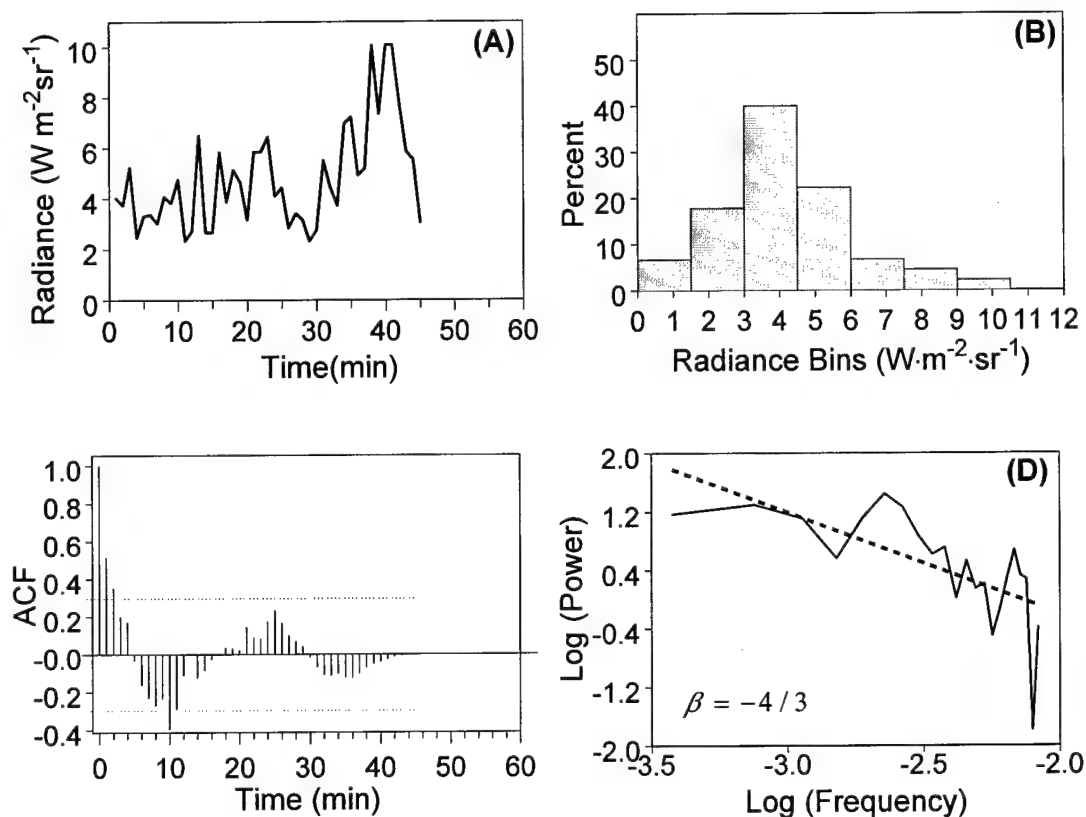 (A)
Radiance (W m-2sr-1)
10
8
6
4
2
0
0 10 20 30 40 50 60
Time(min)
(B)
Percent
50
40
30
20
10
0
0 1 2 3 4 5 6 7 8 9 10 11 12
Radiance Bins (W·m-2·sr-1)
ACF
1.0
0.8
0.6
0.4
0.2
-0.0
-0.2
-0.4
0 10 20 30 40 50 60
Time (min)
(D)
Log (Power)
2.0
1.2
0.4
-0.4
-1.2
-2.0
β = −4 / 3
-3.5 -3.0 -2.5 -2.0
Log (Frequency)